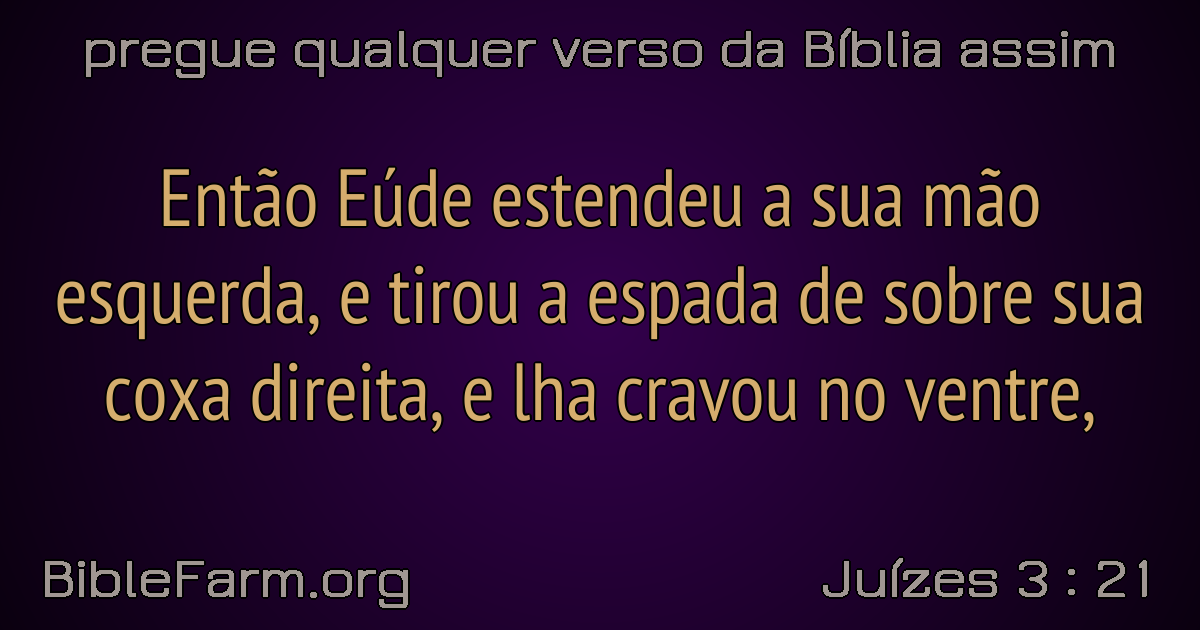 pregue qualquer verso da Bíblia assim
Então Eúde estendeu a sua mão
esquerda, e tirou a espada de sobre sua
coxa direita, e lha cravou no ventre,
BibleFarm.org
Juízes 3 : 21